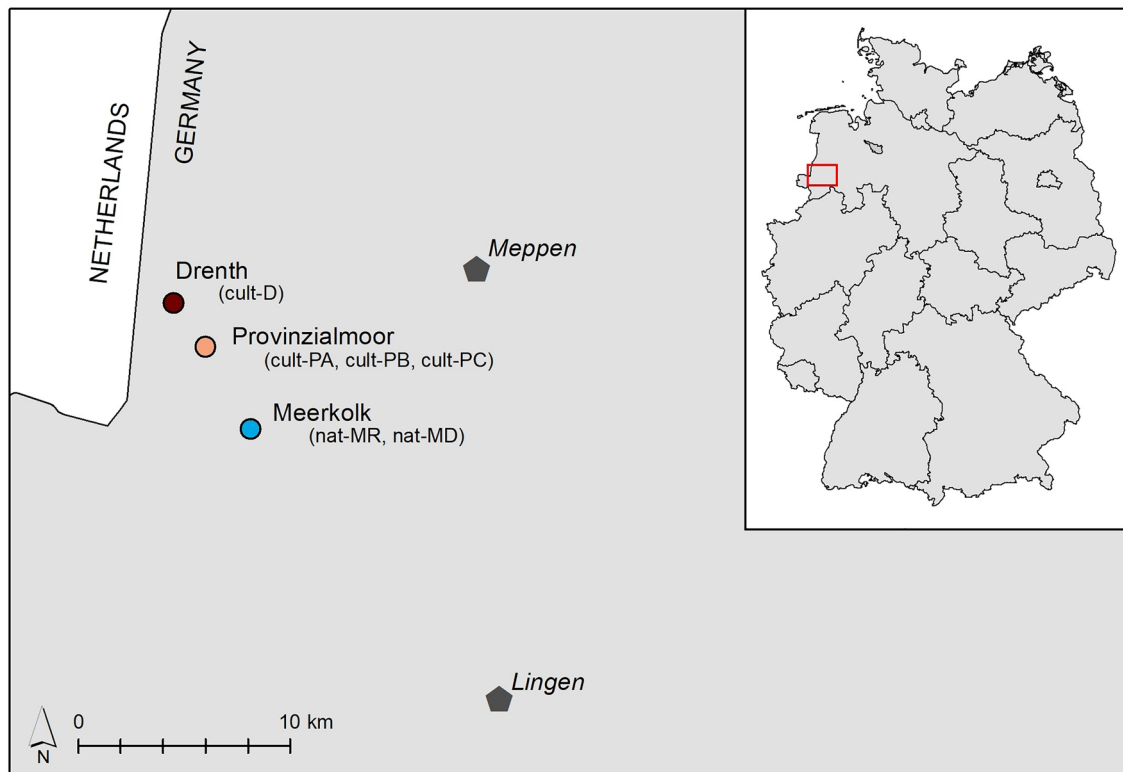 NETHERLANDS
GERMANY
Meppen
Drenth
(cult-D)
Provinzialmoor
(cult-PA, cult-PB, cult-PC)
Meerkolk
(nat-MR, nat-MD)
Lingen
0 10 km
N